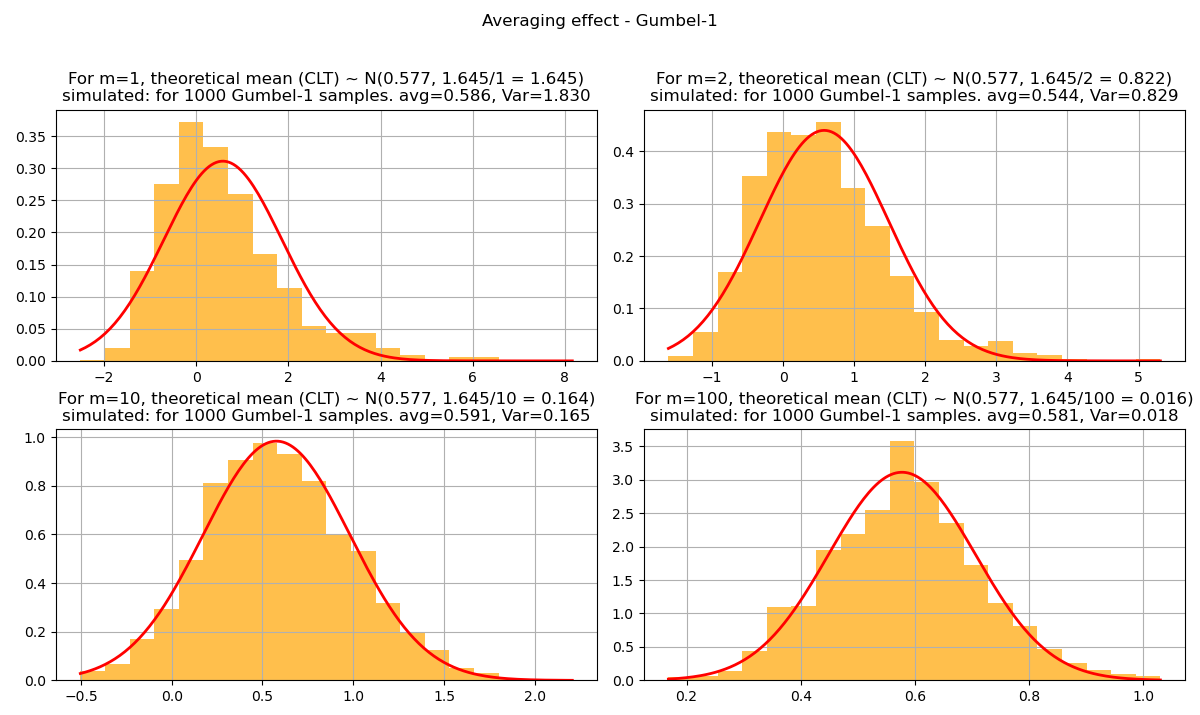 Averaging effect - Gumbel-1
For m=1, theoretical mean (CLT) ~ N(0.577, 1.645/1 = 1.645)
simulated: for 1000 Gumbel-1 samples. avg=0.586, Var=1.830
0.35
0.30
0.25
0.20
0.15
0.10
0.05
0.00
−2 0 2 4 6 8
For m=2, theoretical mean (CLT) ~ N(0.577, 1.645/2 = 0.822)
simulated: for 1000 Gumbel-1 samples. avg=0.544, Var=0.829
0.4
0.3
0.2
0.1
0.0
−1 0 1 2 3 4 5
For m=10, theoretical mean (CLT) ~ N(0.577, 1.645/10 = 0.164)
simulated: for 1000 Gumbel-1 samples. avg=0.591, Var=0.165
1.0
0.8
0.6
0.4
0.2
0.0
−0.5 0.0 0.5 1.0 1.5 2.0
For m=100, theoretical mean (CLT) ~ N(0.577, 1.645/100 = 0.016)
simulated: for 1000 Gumbel-1 samples. avg=0.581, Var=0.018
3.5
3.0
2.5
2.0
1.5
1.0
0.5
0.0
0.2 0.4 0.6 0.8 1.0